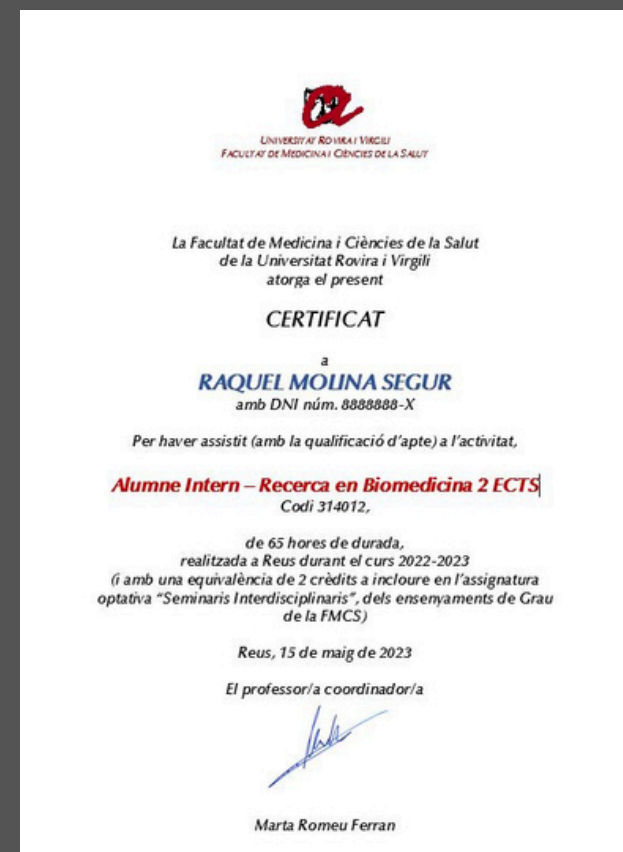 UNIVERSITAT ROVIRA I VIRGILI
FACULTAT DE MEDICINA I CIÈNCIES DE LA SALUT
La Facultat de Medicina i Ciències de la Salut
de la Universitat Rovira i Virgili
atorga el present
CERTIFICAT
a
RAQUEL MOLINA SEGUR
amb DNI núm. 8888888-X
Per haver assistit (amb la qualificació d'apte) a l'activitat,
Alumne Intern – Recerca en Biomedicina 2 ECTS
Codi 314012,
de 65 hores de durada,
realitzada a Reus durant el curs 2022-2023
(i amb una equivalència de 2 crèdits a incloure en l'assignatura
optativa "Seminaris Interdisciplinaris", dels ensenyaments de Grau
de la FMCS)
Reus, 15 de maig de 2023
El professor/a coordinador/a
Marta Romeu Ferran